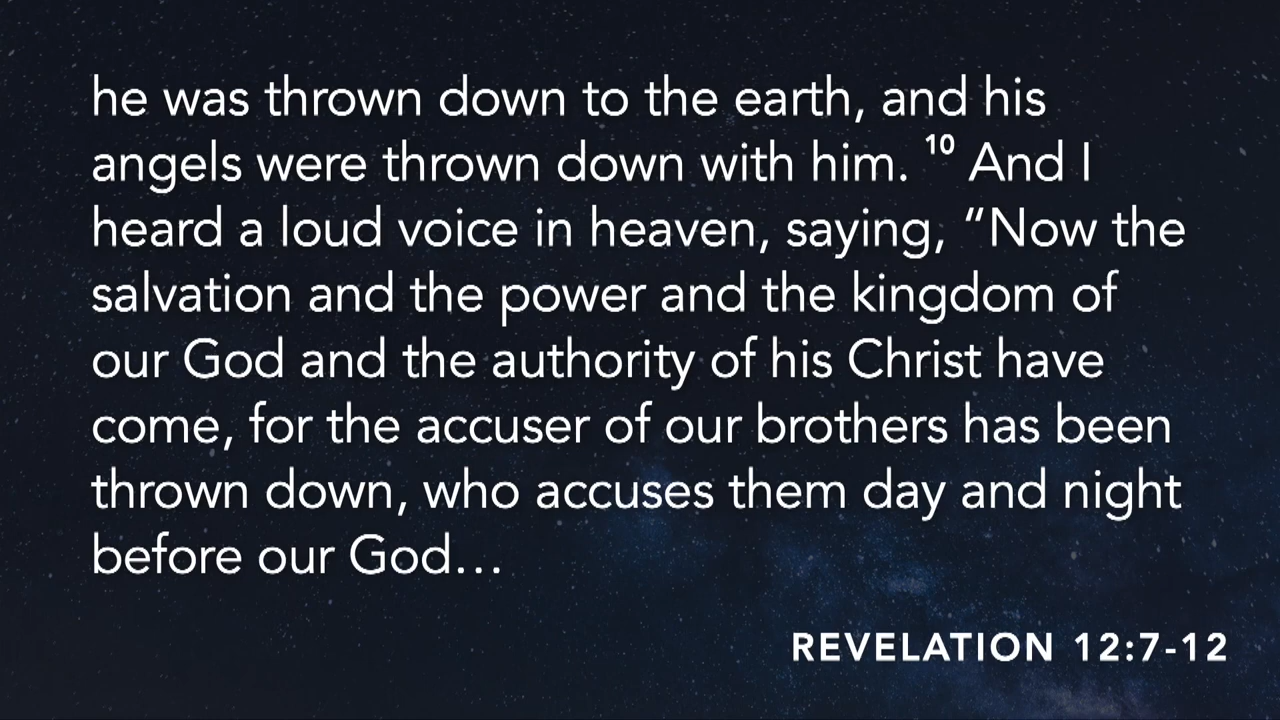 he was thrown down to the earth, and his
angels were thrown down with him. ¹⁰ And I
heard a loud voice in heaven, saying, “Now the
salvation and the power and the kingdom of
our God and the authority of his Christ have
come, for the accuser of our brothers has been
thrown down, who accuses them day and night
before our God…
REVELATION 12:7-12